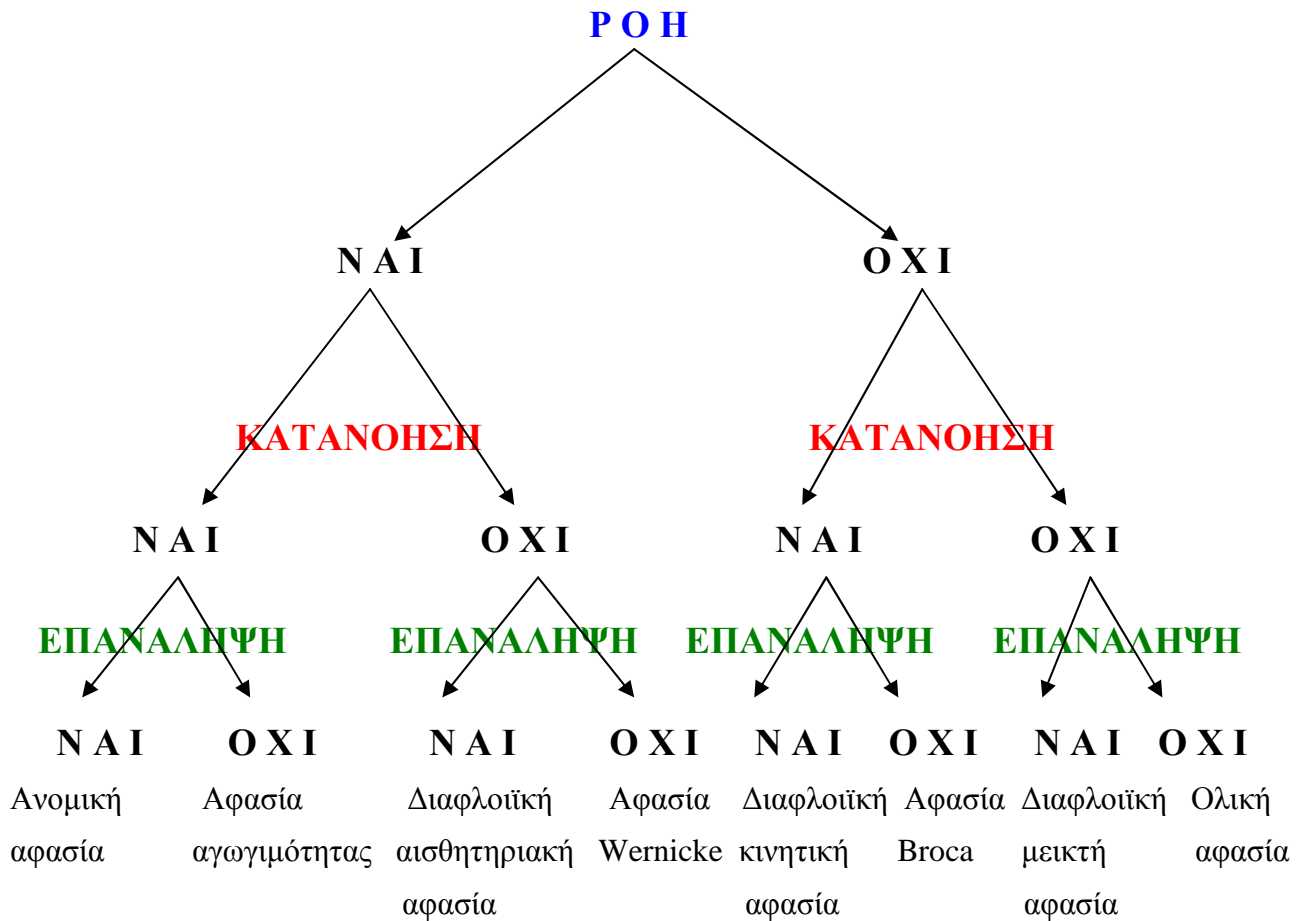 Ρ Ο Η
Ν Α Ι Ο Χ Ι
ΚΑΤΑΝΟΗΣΗ ΚΑΤΑΝΟΗΣΗ
Ν Α Ι Ο Χ Ι Ν Α Ι Ο Χ Ι
ΕΠΑΝΑΛΗΨΗ ΕΠΑΝΑΛΗΨΗ ΕΠΑΝΑΛΗΨΗ ΕΠΑΝΑΛΗΨΗ
Ν Α Ι Ο Χ Ι Ν Α Ι Ο Χ Ι Ν Α Ι Ο Χ Ι Ν Α Ι Ο Χ Ι
Ανομική Αφασία Διαφλοιϊκή Αφασία Διαφλοιϊκή Αφασία Διαφλοιϊκή Ολική
αφασία αγωγιμότητας αισθητηριακή Wernicke κινητική Broca μεικτή αφασία
αφασία αφασία αφασία